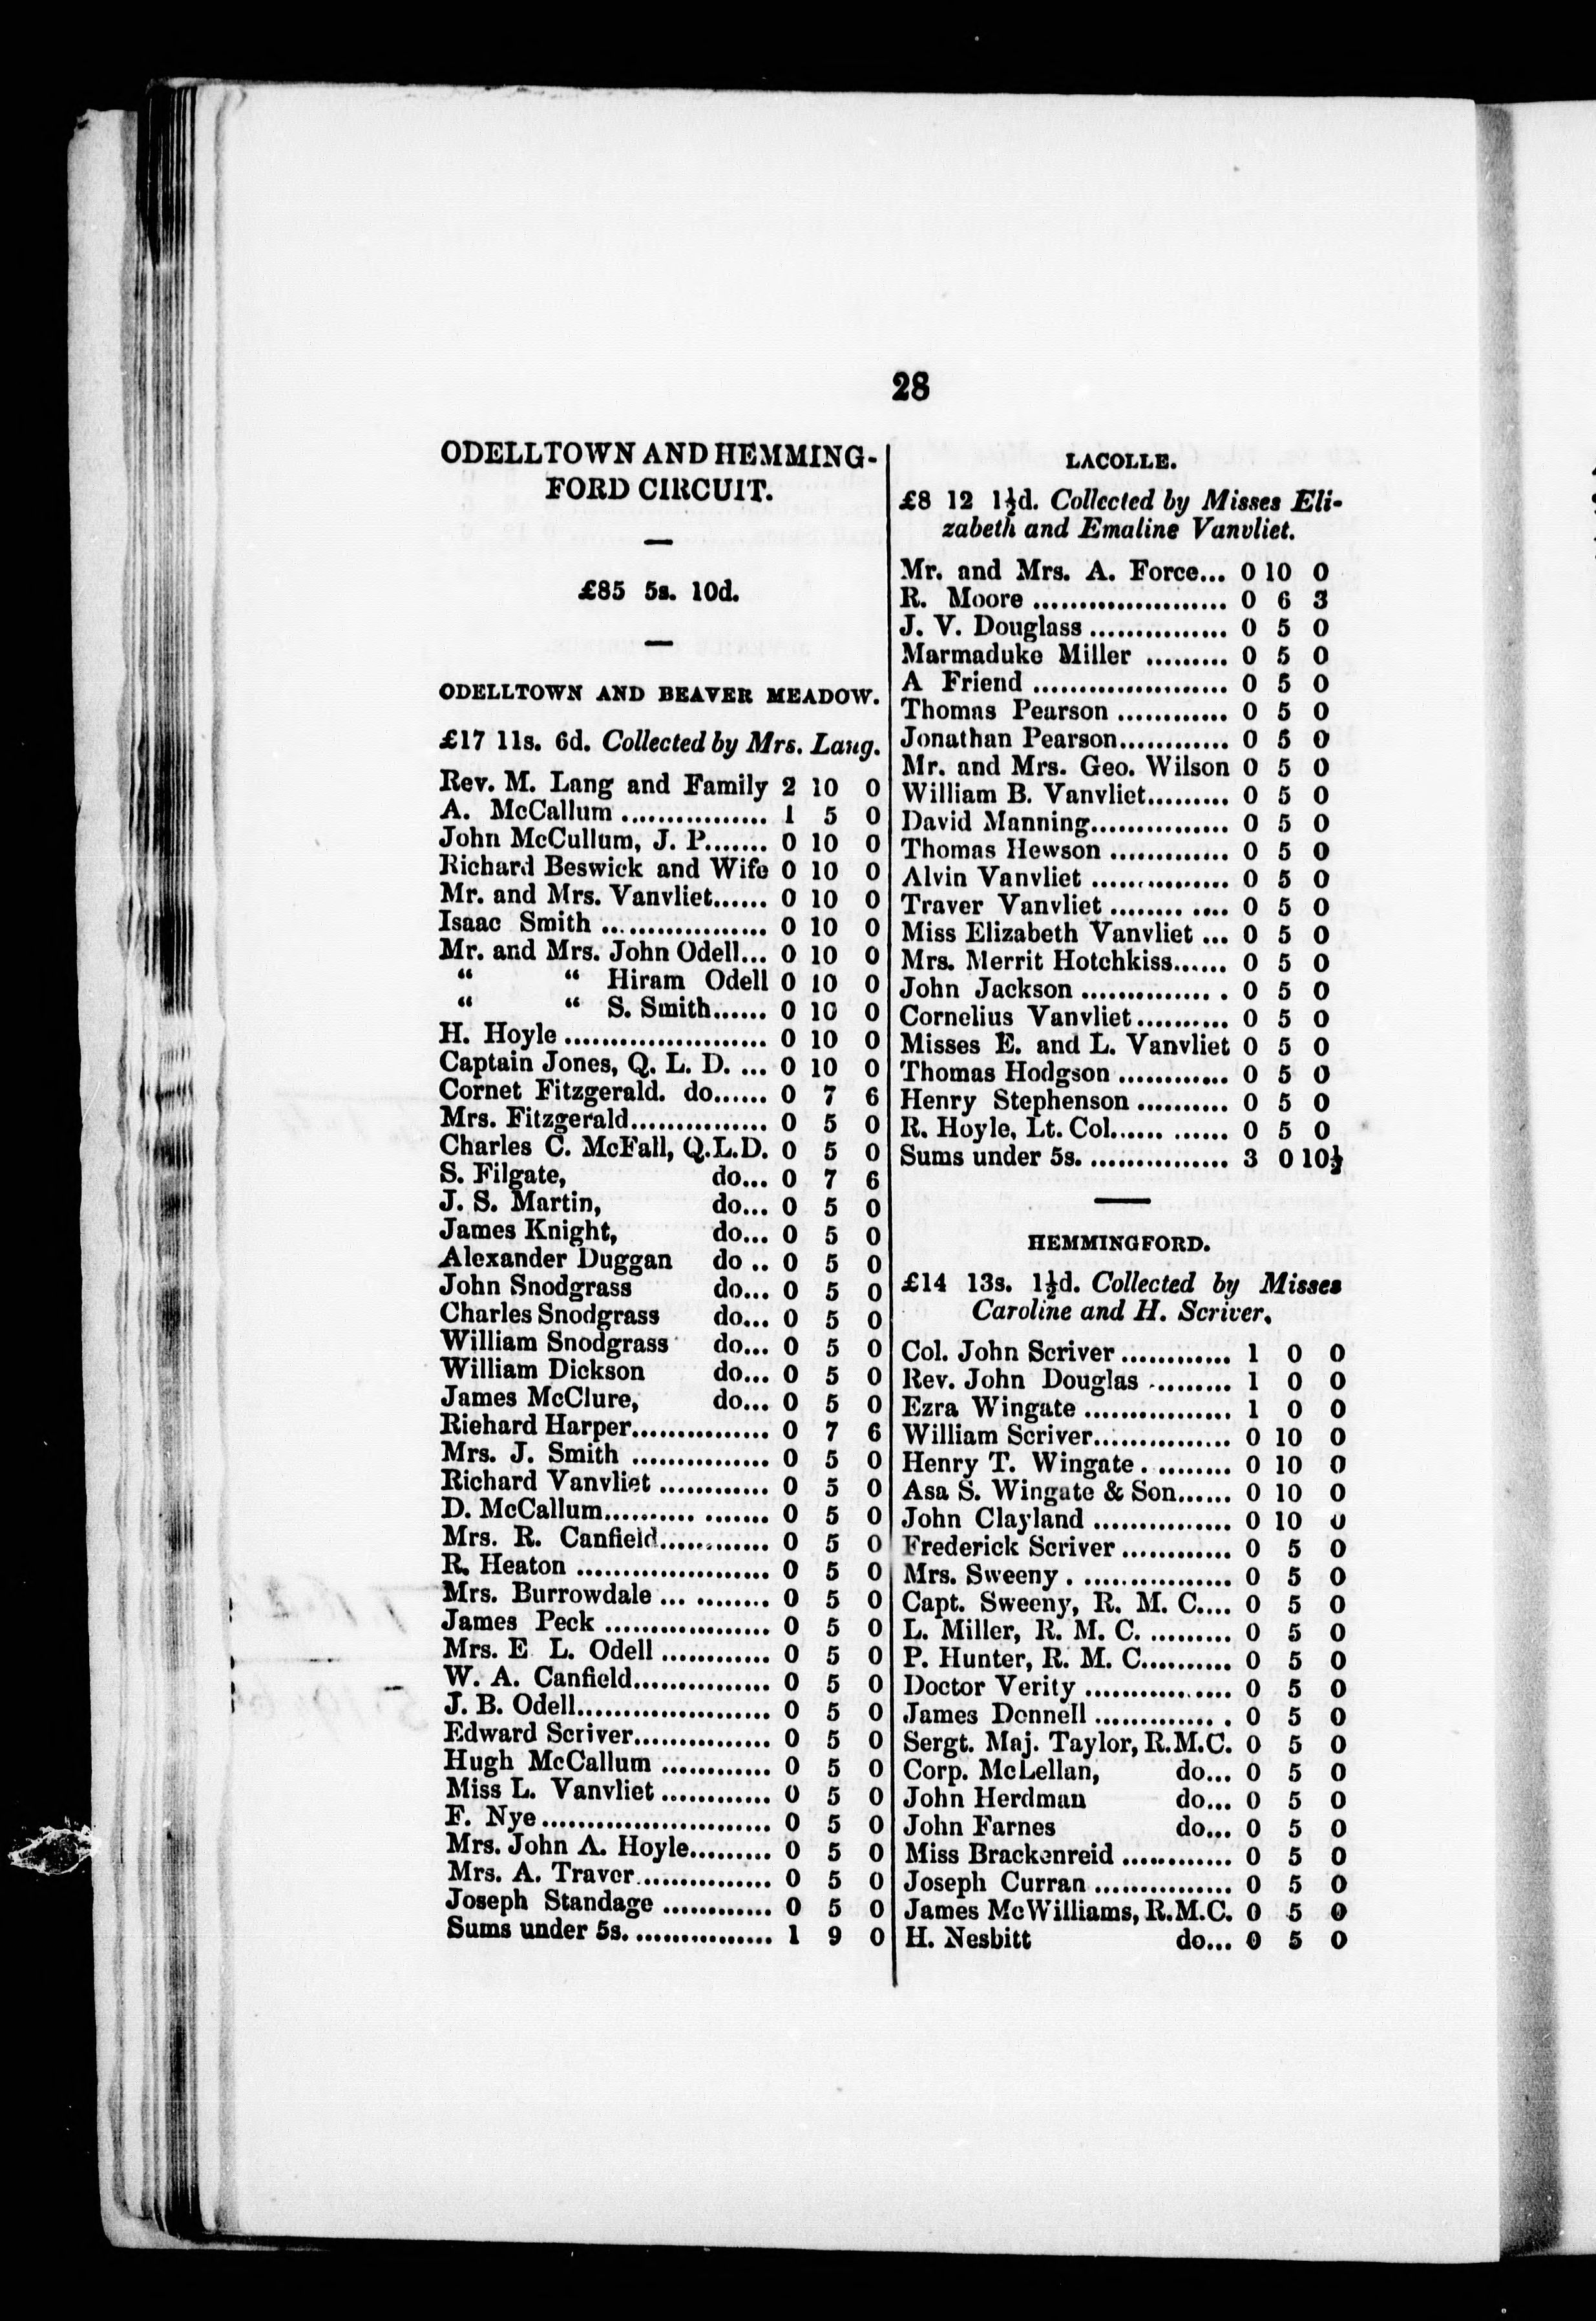 28
ODELLTOWN AND HEMMING-
FORD CIRCUIT.
£85 5s. 10d.
ODELLTOWN AND BEAVER MEADOW.
£17 11s. 6d. Collected by Mrs. Lang.
Rev. M. Lang and Family 2 10 0
A. McCallum ................ 1 5 0
John McCullum, J. P....... 0 10 0
Richard Beswick and Wife 0 10 0
Mr. and Mrs. Vanvliet...... 0 10 0
Isaac Smith .................. 0 10 0
Mr. and Mrs. John Odell... 0 10 0
“ “ Hiram Odell 0 10 0
“ “ S. Smith...... 0 10 0
H. Hoyle ...................... 0 10 0
Captain Jones, Q. L. D. ... 0 10 0
Cornet Fitzgerald. do...... 0 7 6
Mrs. Fitzgerald............... 0 5 0
Charles C. McFall, Q.L.D. 0 5 0
S. Filgate, do... 0 7 6
J. S. Martin, do... 0 5 0
James Knight, do... 0 5 0
Alexander Duggan do .. 0 5 0
John Snodgrass do... 0 5 0
Charles Snodgrass do... 0 5 0
William Snodgrass do... 0 5 0
William Dickson do... 0 5 0
James McClure, do... 0 5 0
Riehard Harper............... 0 7 6
Mrs. J. Smith ............... 0 5 0
Richard Vanvliet ............ 0 5 0
D. McCallum.......... ....... 0 5 0
Mrs. R. Canfield............ 0 5 0
R. Heaton ..................... 0 5 0
Mrs. Burrowdale ... ........ 0 5 0
James Peck .................. 0 5 0
Mrs. E L. Odell ............ 0 5 0
W. A. Canfield............... 0 5 0
J. B. Odell..................... 0 5 0
Edward Scriver............... 0 5 0
Hugh McCallum ............ 0 5 0
Miss L. Vanvliet ............ 0 5 0
F. Nye......................... 0 5 0
Mrs. John A. Hoyle......... 0 5 0
Mrs. A. Traver............... 0 5 0
Joseph Standage ............ 0 5 0
Sums under 5s. ............... 1 9 0
LACOLLE.
£8 12 1½d. Collected by Misses Eli-
zabeth and Emaline Vanvliet.
Mr. and Mrs. A. Force... 0 10 0
R. Moore ..................... 0 6 3
J. V. Douglass ............... 0 5 0
Marmaduke Miller ......... 0 5 0
A Friend ..................... 0 5 0
Thomas Pearson ............ 0 5 0
Jonathan Pearson............ 0 5 0
Mr. and Mrs. Geo. Wilson 0 5 0
William B. Vanvliet......... 0 5 0
David Manning............... 0 5 0
Thomas Hewson ............. 0 5 0
Alvin Vanvliet ............... 0 5 0
Traver Vanvliet ........ .... 0 5 0
Miss Elizabeth Vanvliet ... 0 5 0
Mrs. Merrit Hotchkiss...... 0 5 0
John Jackson .............. . 0 5 0
Cornelius Vanvliet.......... 0 5 0
Misses E. and L. Vanvliet 0 5 0
Thomas Hodgson ............ 0 5 0
Henry Stephenson .......... 0 5 0
R. Hoyle, Lt. Col...... ...... 0 5 0
Sums under 5s. ............... 3 0 10½
HEMMINGFORD.
£14 13s. 1½d. Collected by Misses
Caroline and H. Scriver.
Col. John Scriver ............ 1 0 0
Rev. John Douglas ......... 1 0 0
Ezra Wingate ................ 1 0 0
William Scriver............... 0 10 0
Henry T. Wingate. ........ 0 10 0
Asa S. Wingate & Son...... 0 10 0
John Clayland ............... 0 10 0
Frederick Scriver ............ 0 5 0
Mrs. Sweeny . ................ 0 5 0
Capt. Sweeny, R. M. C.... 0 5 0
L. Miller, R. M. C. ......... 0 5 0
P. Hunter, R. M. C.......... 0 5 0
Doctor Verity ................ 0 5 0
James Donnell ............. . 0 5 0
Sergt. Maj. Taylor, R.M.C. 0 5 0
Corp. McLellan, do... 0 5 0
John Herdman do... 0 5 0
John Farnes do... 0 5 0
Miss Brackenreid ............ 0 5 0
Joseph Curran ............... 0 5 0
James McWilliams, R.M.C. 0 5 0
H. Nesbitt do... 0 5 0